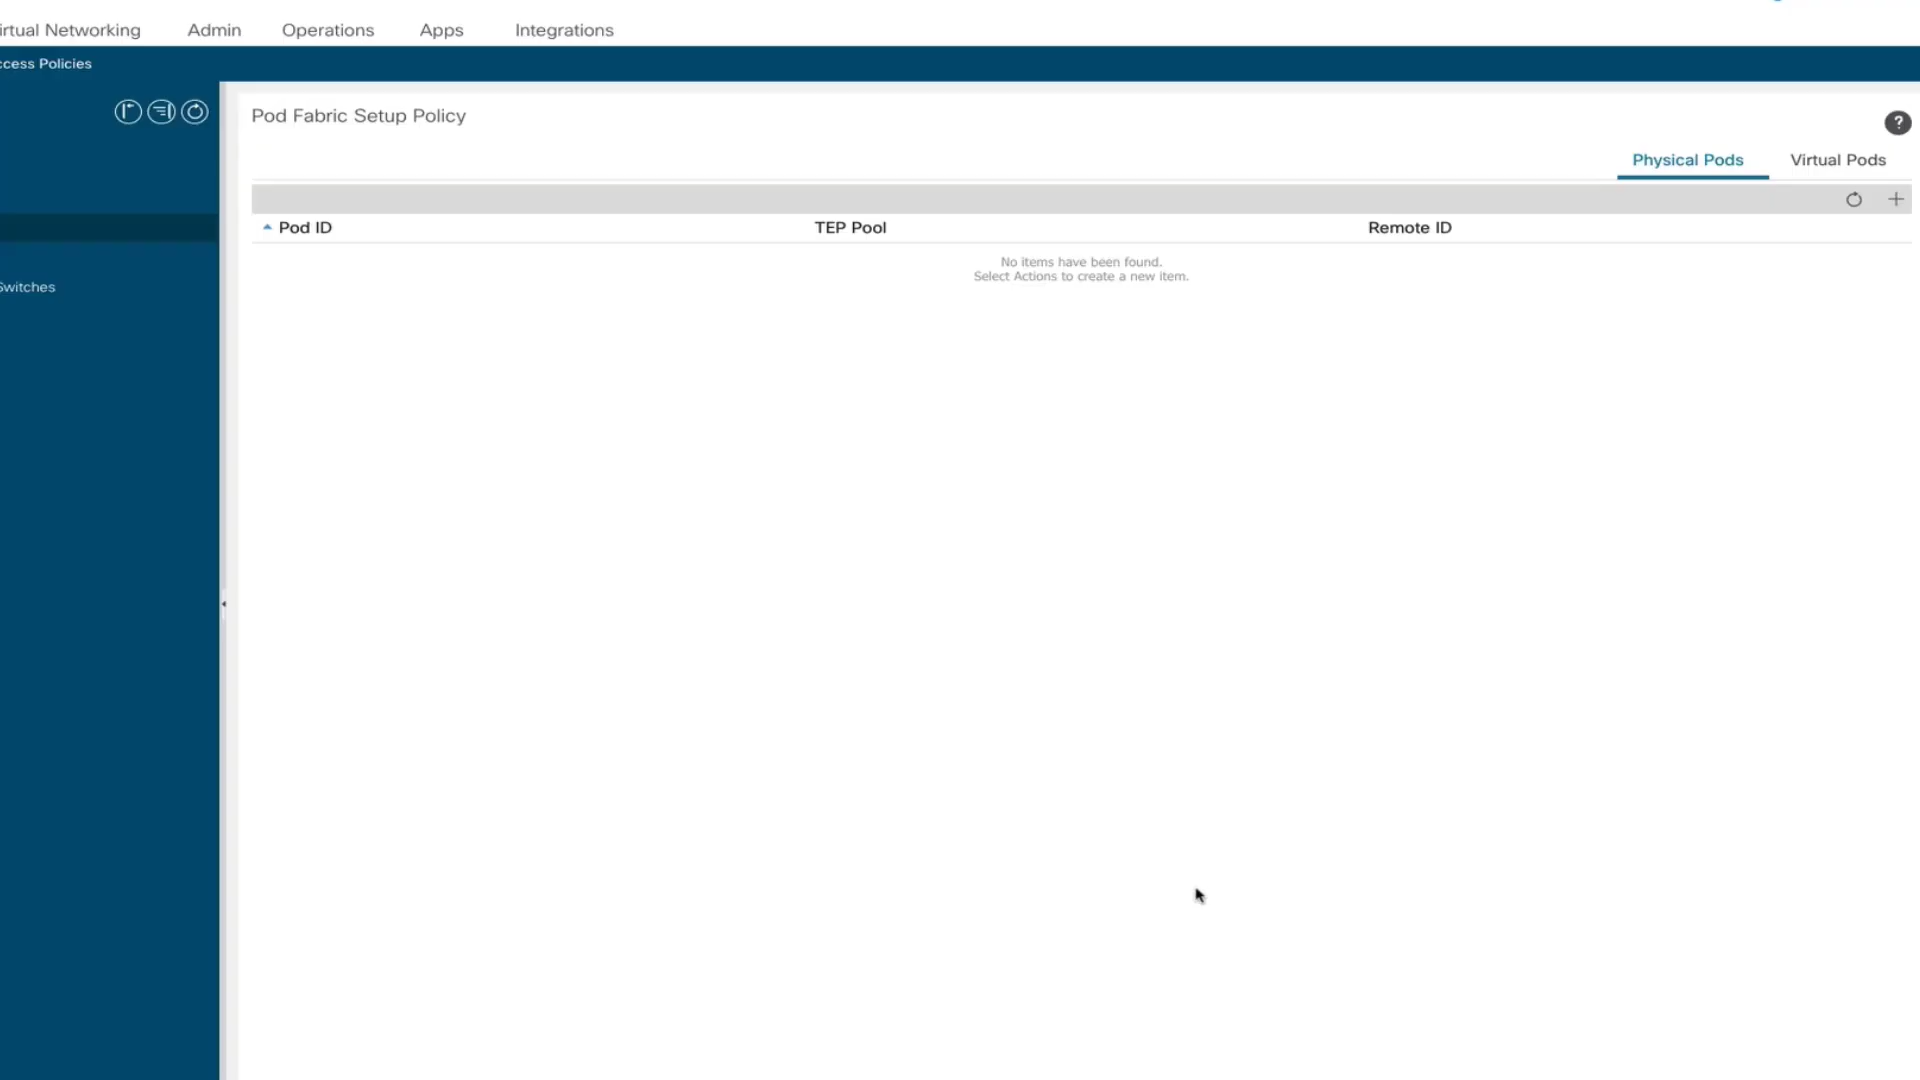 irtual Networking Admin Operations Apps Integrations
ccess Policies
Pod Fabric Setup Policy
?
Physical Pods Virtual Pods
Pod ID TEP Pool Remote ID
No items have been found.
Select Actions to create a new item.
Switches